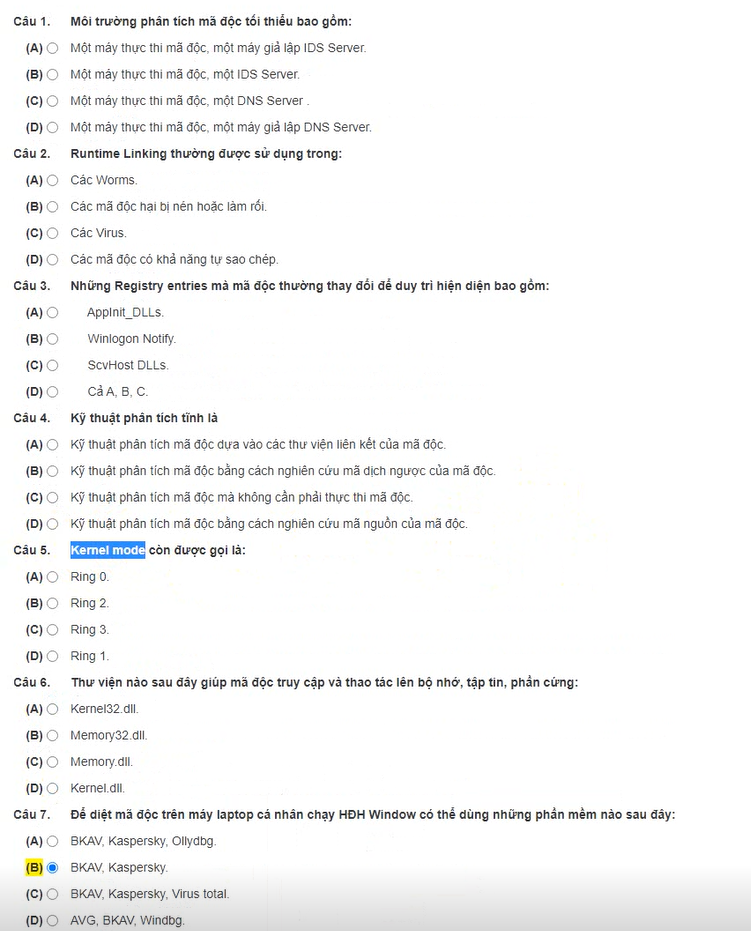 Câu 1. Môi trường phân tích mã độc tối thiểu bao gồm:
(A) Một máy thực thi mã độc, một máy giả lập IDS Server.
(B) Một máy thực thi mã độc, một IDS Server.
(C) Một máy thực thi mã độc, một DNS Server .
(D) Một máy thực thi mã độc, một máy giả lập DNS Server.
Câu 2. Runtime Linking thường được sử dụng trong:
(A) Các Worms.
(B) Các mã độc hại bị nén hoặc làm rối.
(C) Các Virus.
(D) Các mã độc có khả năng tự sao chép.
Câu 3. Những Registry entries mà mã độc thường thay đổi để duy trì hiện diện bao gồm:
(A) AppInit_DLLs.
(B) Winlogon Notify.
(C) ScvHost DLLs.
(D) Cả A, B, C.
Câu 4. Kỹ thuật phân tích tĩnh là
(A) Kỹ thuật phân tích mã độc dựa vào các thư viện liên kết của mã độc.
(B) Kỹ thuật phân tích mã độc bằng cách nghiên cứu mã dịch ngược của mã độc.
(C) Kỹ thuật phân tích mã độc mà không cần phải thực thi mã độc.
(D) Kỹ thuật phân tích mã độc bằng cách nghiên cứu mã nguồn của mã độc.
Câu 5. Kernel mode còn được gọi là:
(A) Ring 0.
(B) Ring 2.
(C) Ring 3.
(D) Ring 1.
Câu 6. Thư viện nào sau đây giúp mã độc truy cập và thao tác lên bộ nhớ, tập tin, phần cứng:
(A) Kernel32.dll.
(B) Memory32.dll.
(C) Memory.dll.
(D) Kernel.dll.
Câu 7. Để diệt mã độc trên máy laptop cá nhân chạy HĐH Window có thể dùng những phần mềm nào sau đây:
(A) BKAV, Kaspersky, Ollydbg.
(B) BKAV, Kaspersky.
(C) BKAV, Kaspersky, Virus total.
(D) AVG, BKAV, Windbg.